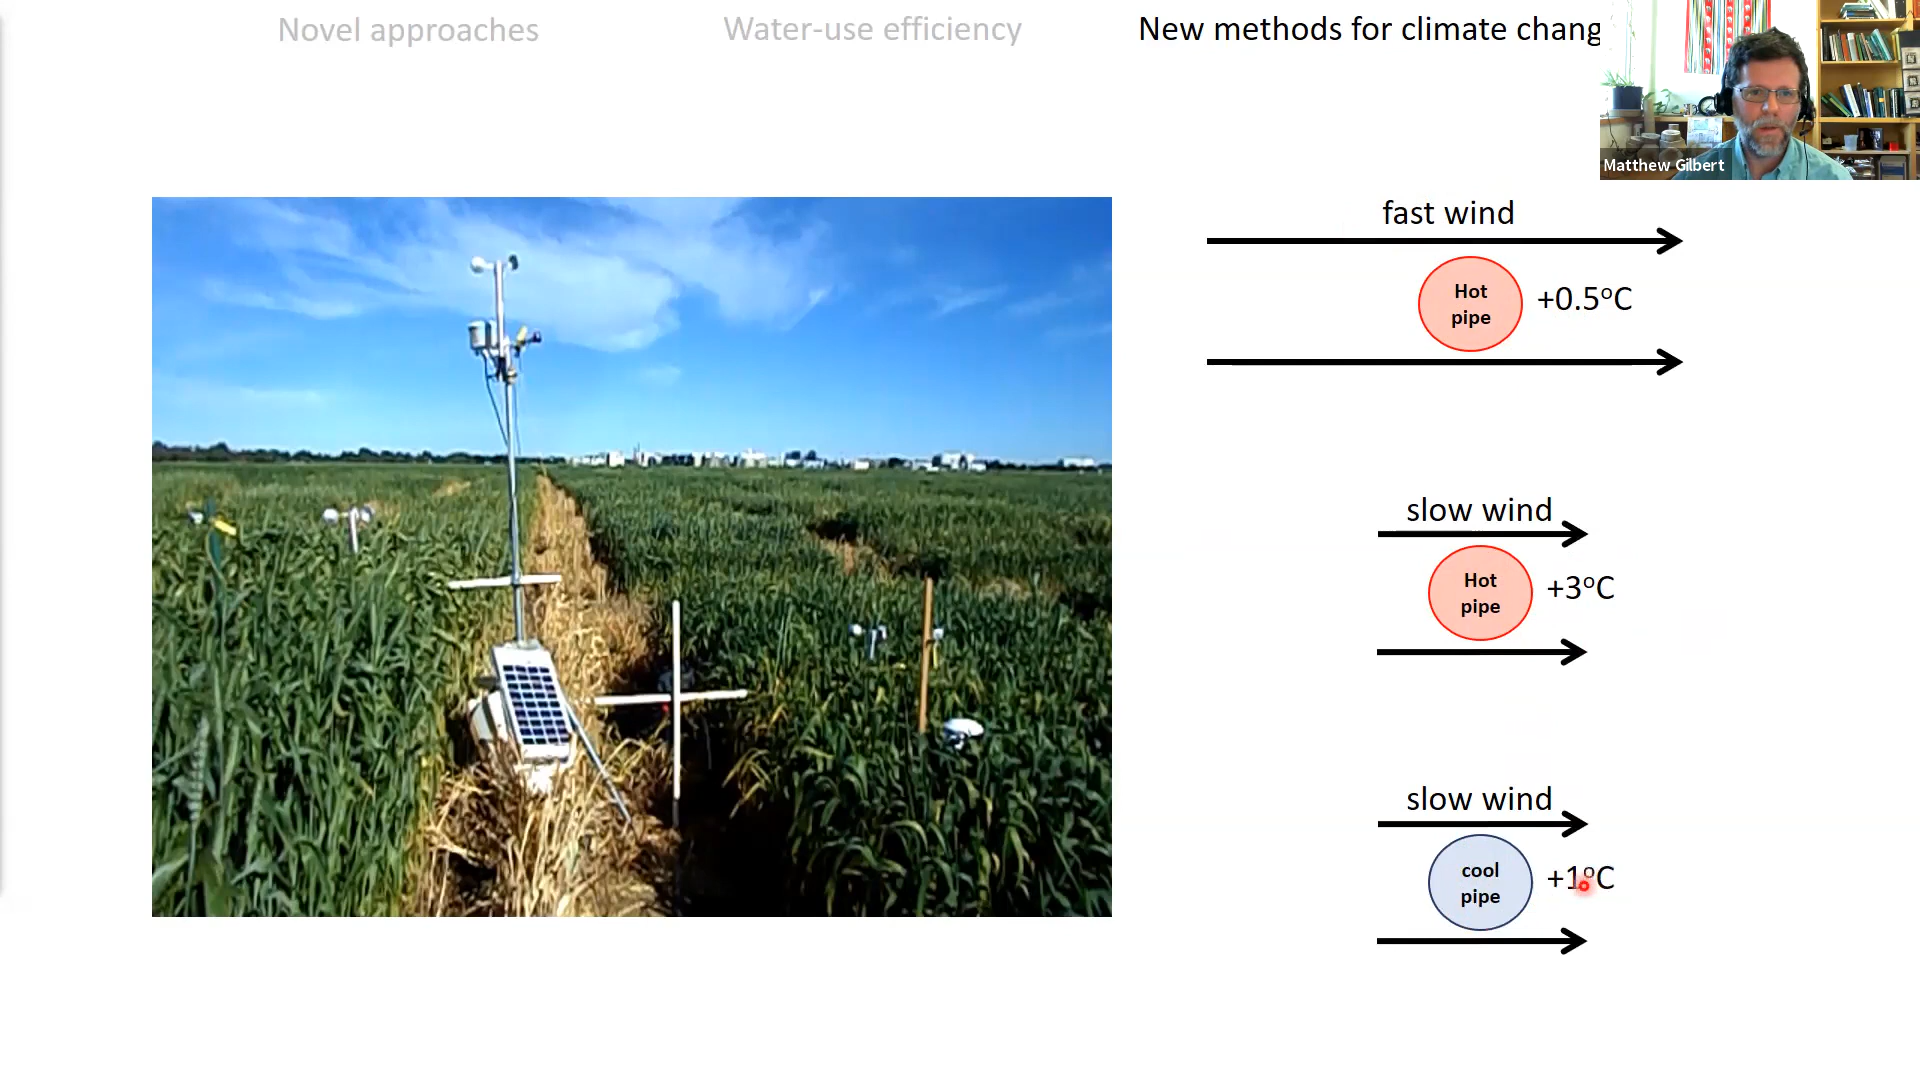 Novel approaches
Water-use efficiency
New methods for climate chang
Matthew Gilbert
fast wind
Hot
pipe
+0.5°C
slow wind
Hot
pipe
+3°C
slow wind
cool
pipe
+1°C